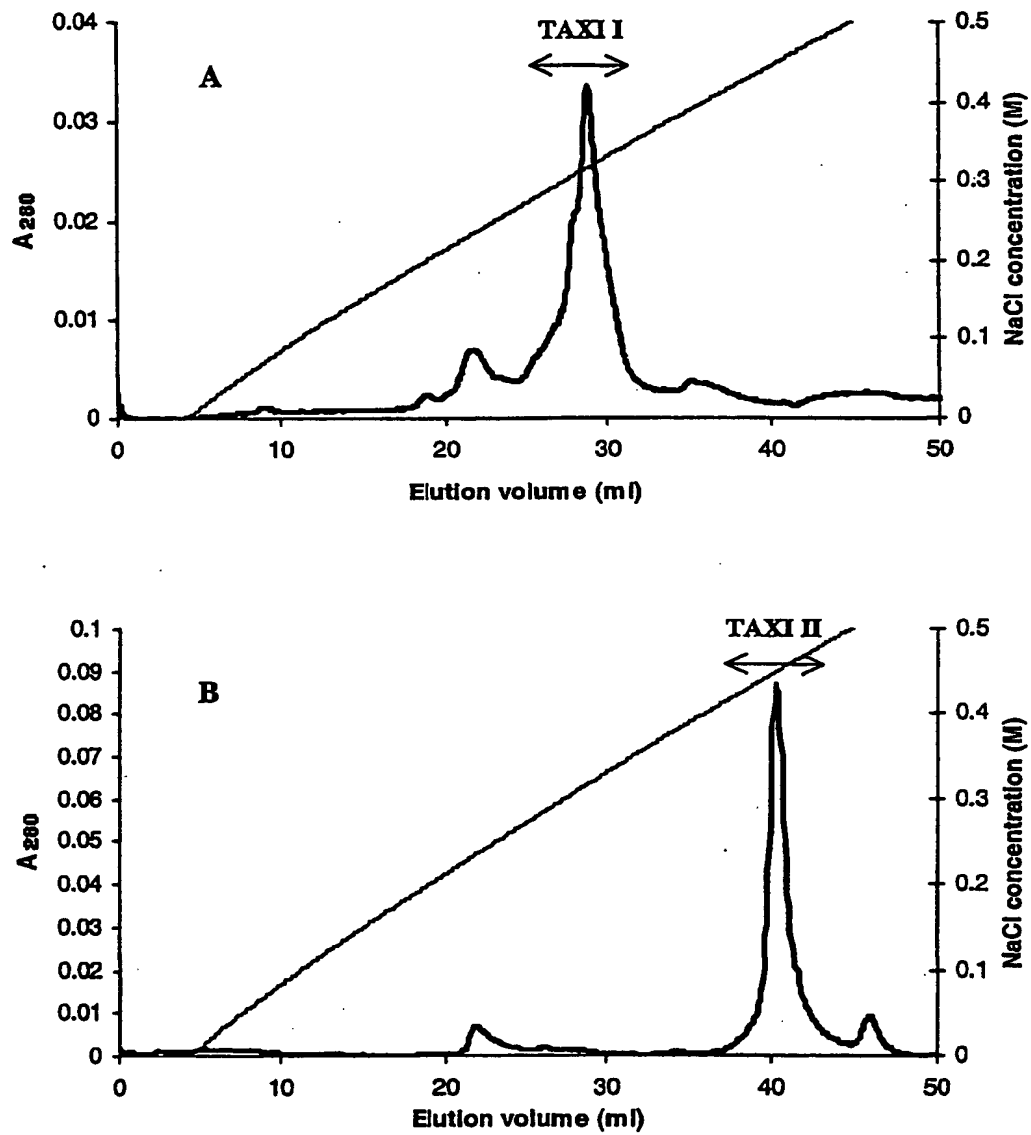 TAXI I
A
0.04
0.03
0.02
0.01
0
A280
0.5
0.4
0.3
0.2
0.1
0
NaCl concentration (M)
0 10 20 30 40 50
Elution volume (ml)
TAXI II
B
0.1
0.09
0.08
0.07
0.06
0.05
0.04
0.03
0.02
0.01
0
A280
0.5
0.4
0.3
0.2
0.1
0
NaCl concentration (M)
0 10 20 30 40 50
Elution volume (ml)